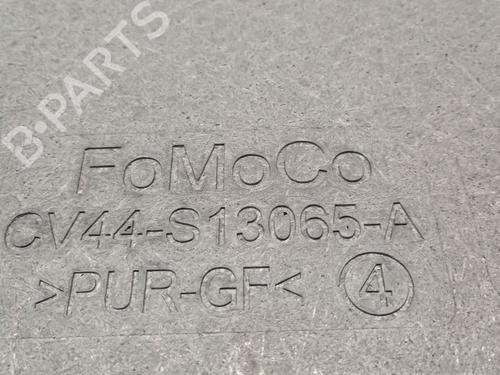 B-PARTS
FoMoCo
CV44-S13065-A
>PUR-GF< 4